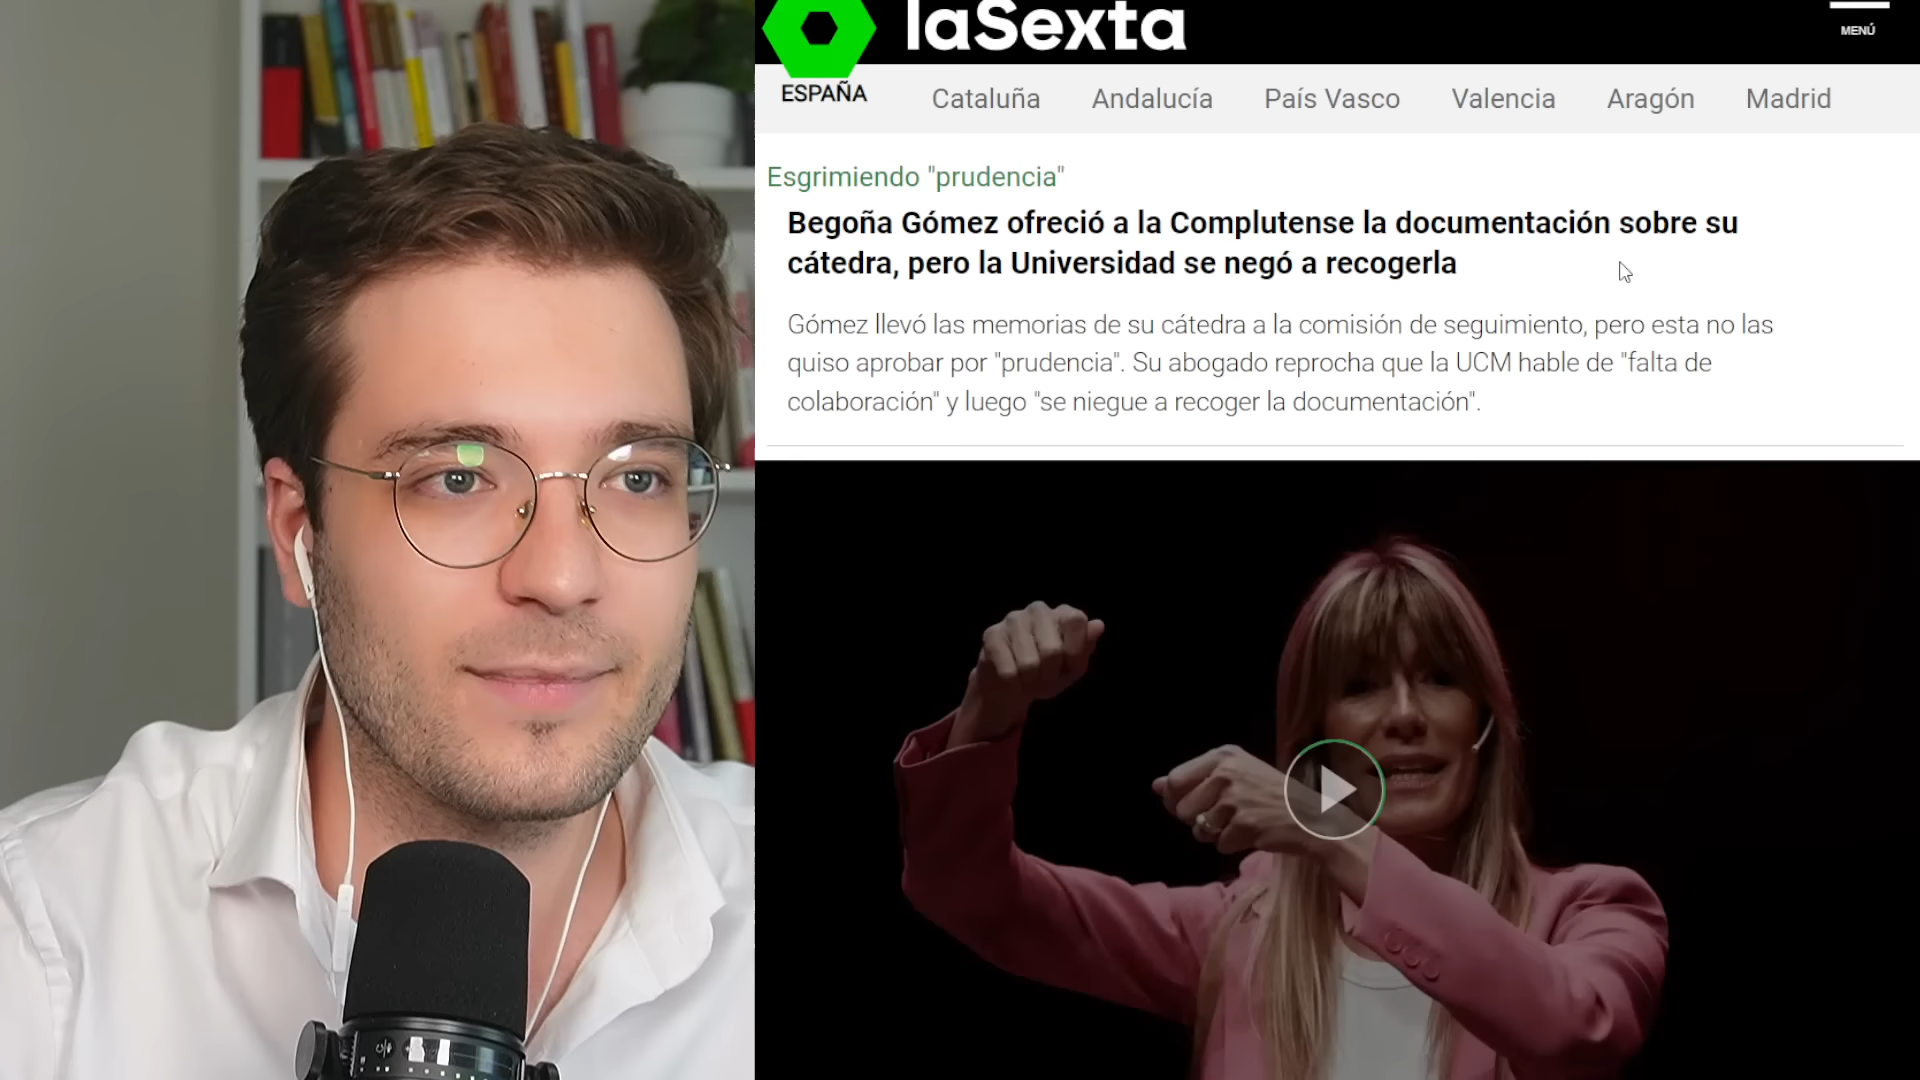 laSexta
MENÚ
ESPAÑA Cataluña Andalucía País Vasco Valencia Aragón Madrid
Esgrimiendo "prudencia"
Begoña Gómez ofreció a la Complutense la documentación sobre su
cátedra, pero la Universidad se negó a recogerla
Gómez llevó las memorias de su cátedra a la comisión de seguimiento, pero esta no las
quiso aprobar por "prudencia". Su abogado reprocha que la UCM hable de "falta de
colaboración" y luego "se niegue a recoger la documentación".